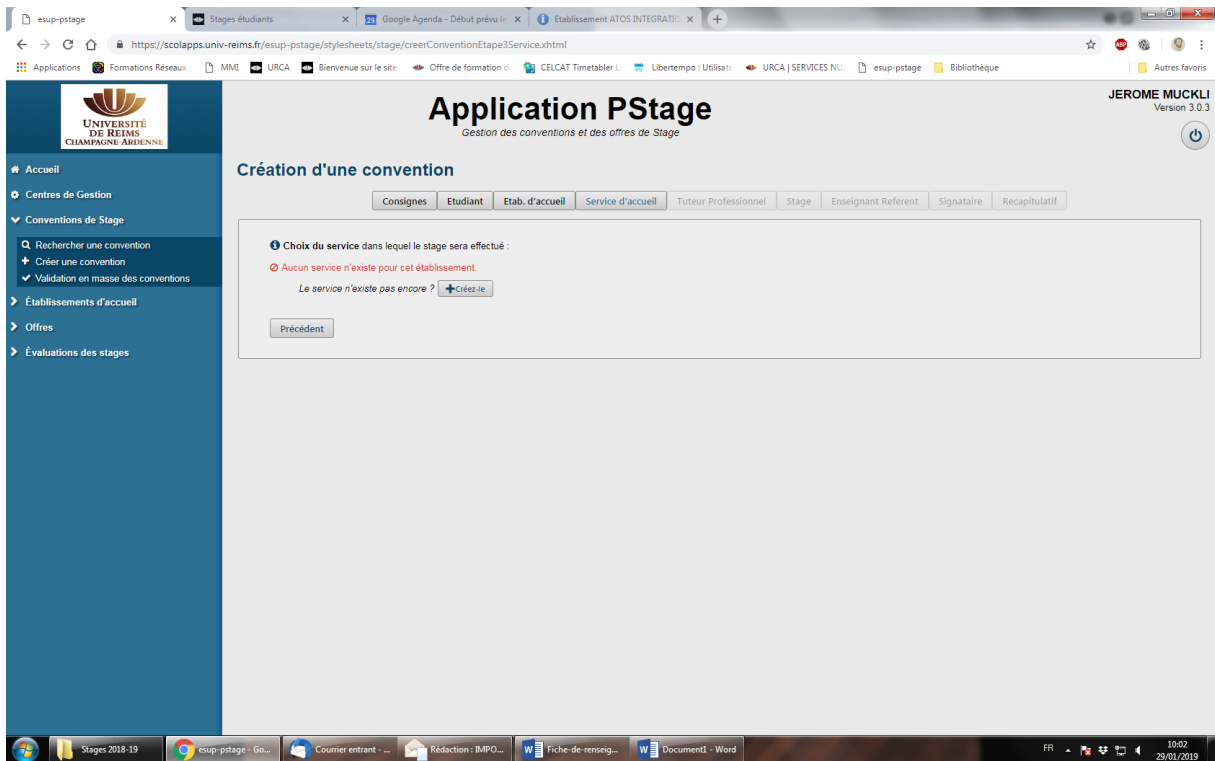 esup-pstage
Stages étudiants
Google Agenda - Début prévu le
Etablissement ATOS INTEGRATIO
https://scolapps.univ-reims.fr/esup-pstage/stylesheets/stage/creerConventionEtape3Service.xhtml
Applications
Formations Réseaux
MMI
URCA
Bienvenue sur le site
Offre de formation d
CELCAT Timetabler L
Libertempo : Utilisate
URCA | SERVICES NU
esup-pstage
Bibliothèque
Autres favoris
UNIVERSITÉ
DE REIMS
CHAMPAGNE-ARDENNE
Application PStage
Gestion des conventions et des offres de Stage
JEROME MUCKLI
Version 3.0.3
Accueil
Centres de Gestion
Conventions de Stage
Rechercher une convention
Créer une convention
Validation en masse des conventions
Établissements d'accueil
Offres
Évaluations des stages
Création d'une convention
Consignes
Etudiant
Etab. d'accueil
Service d'accueil
Tuteur Professionnel
Stage
Enseignant Referent
Signataire
Recapitulatif
Choix du service dans lequel le stage sera effectué :
Aucun service n'existe pour cet établissement.
Le service n'existe pas encore ? Créez-le
Précédent
Stages 2018-19
esup-pstage - Go...
Courrier entrant - ...
Rédaction : IMPO...
Fiche-de-renseig...
Document1 - Word
FR
10:02
29/01/2019